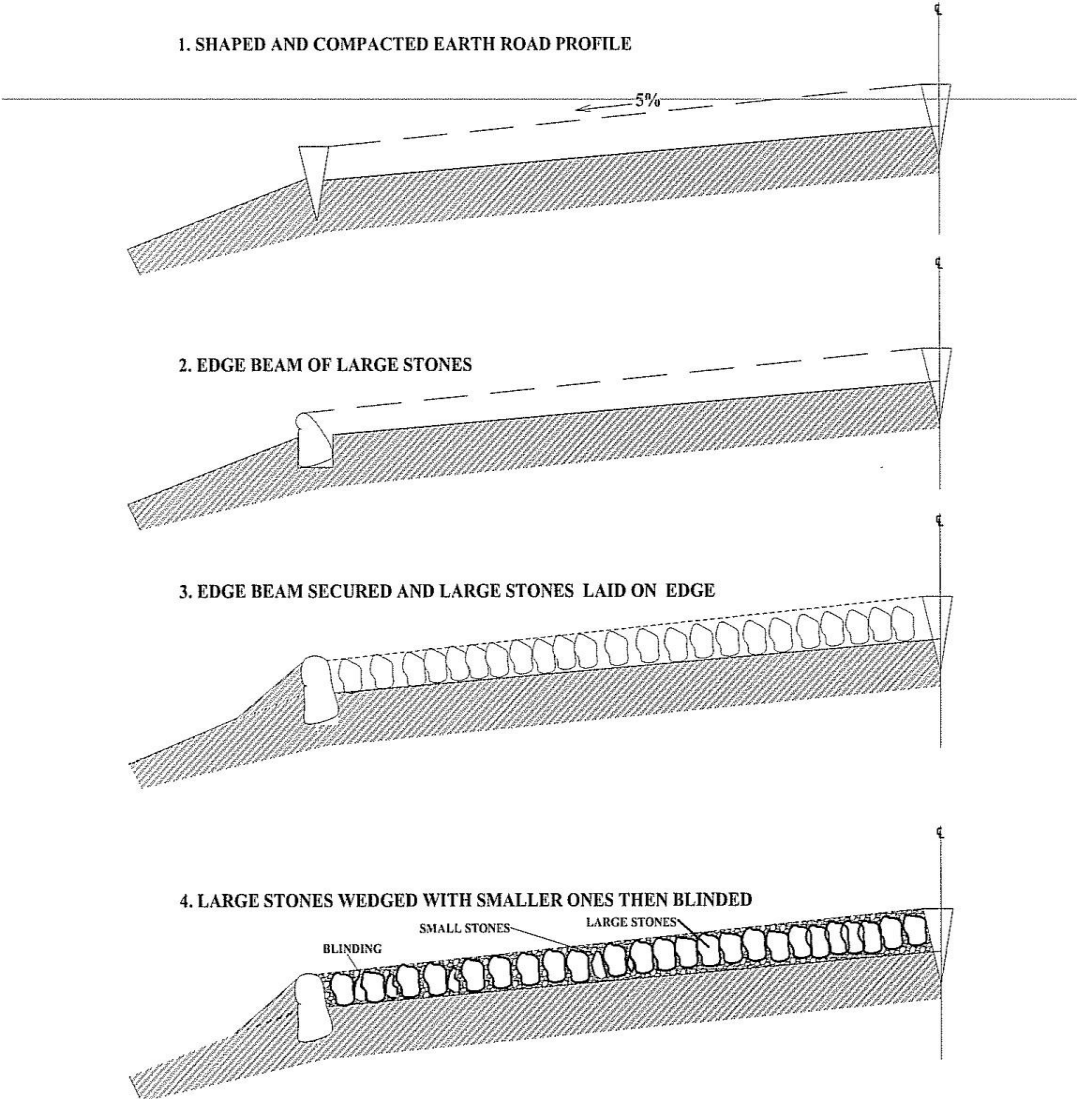 ℄
1. SHAPED AND COMPACTED EARTH ROAD PROFILE
5%
℄
2. EDGE BEAM OF LARGE STONES
℄
3. EDGE BEAM SECURED AND LARGE STONES LAID ON EDGE
℄
4. LARGE STONES WEDGED WITH SMALLER ONES THEN BLINDED
LARGE STONES
SMALL STONES
BLINDING